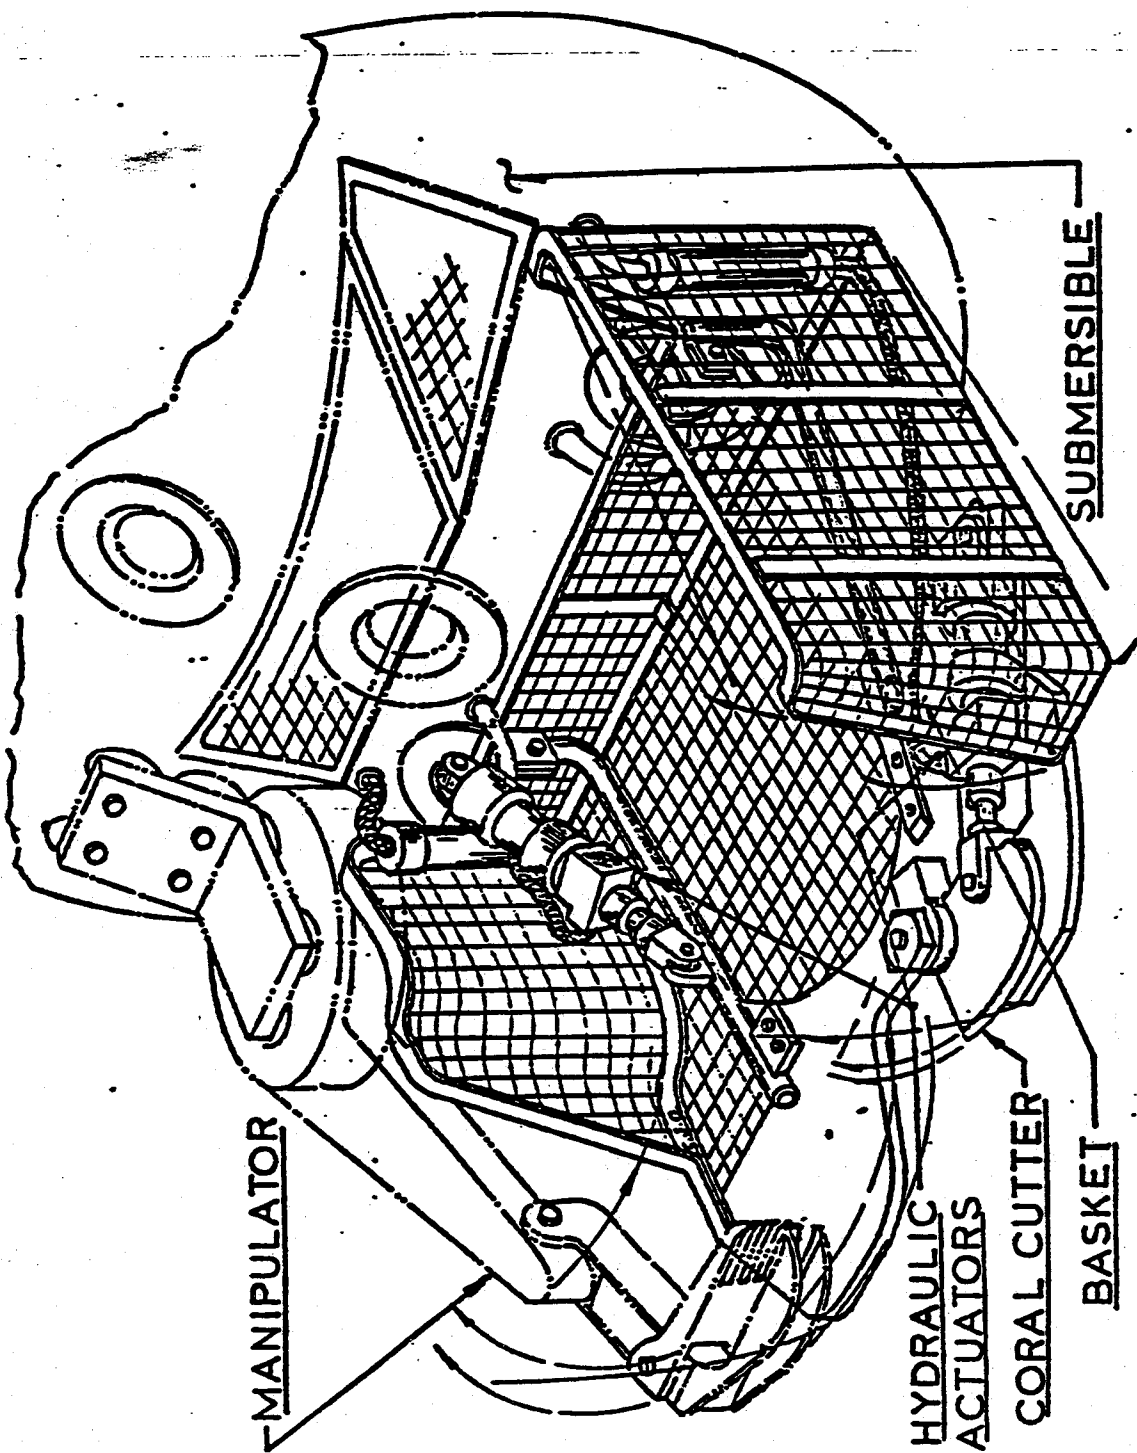 MANIPULATOR
HYDRAULIC
ACTUATORS
CORAL CUTTER
BASKET
SUBMERSIBLE